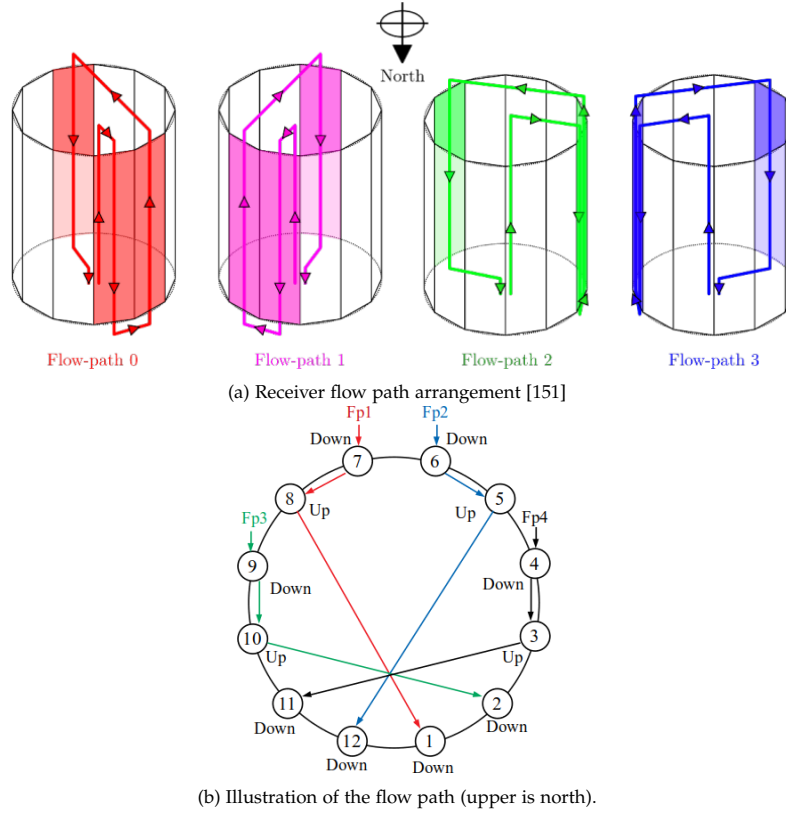 North
Flow-path 0
Flow-path 1
Flow-path 2
Flow-path 3
(a) Receiver flow path arrangement [151]
Fp1
Fp2
Down
Down
7
6
8
5
Up
Up
Fp3
Fp4
9
4
Down
Down
10
3
Up
Up
11
2
Down
Down
12
1
Down
Down
(b) Illustration of the flow path (upper is north).